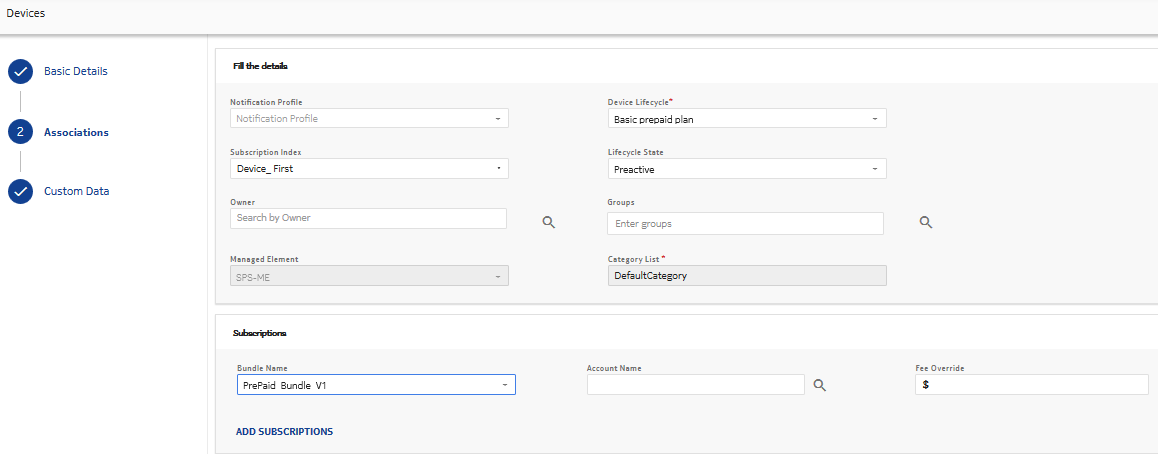 Devices
Basic Details
2 Associations
Custom Data
Fill the details
Notification Profile
Notification Profile
Device Lifecycle*
Basic prepaid plan
Subscription Index
Device_ First
Lifecycle State
Preactive
Owner
Search by Owner
Groups
Enter groups
Managed Element
SPS-ME
Category List *
DefaultCategory
Subscriptions
Bundle Name
PrePaid_Bundle_V1
Account Name
Fee Override
$
ADD SUBSCRIPTIONS